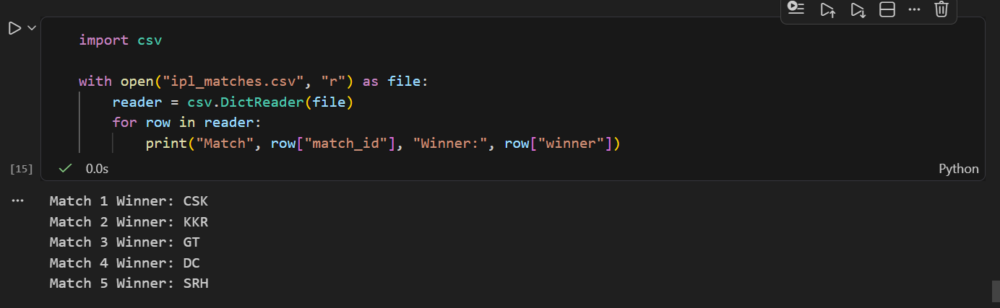 import csv
with open("ipl_matches.csv", "r") as file:
    reader = csv.DictReader(file)
    for row in reader:
        print("Match", row["match_id"], "Winner:", row["winner"])
[15] 0.0s Python
Match 1 Winner: CSK
Match 2 Winner: KKR
Match 3 Winner: GT
Match 4 Winner: DC
Match 5 Winner: SRH